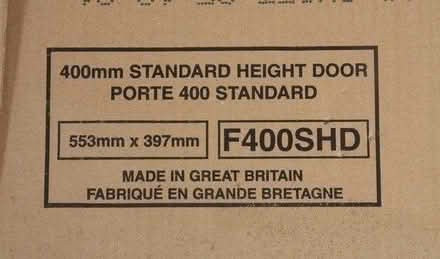 400mm STANDARD HEIGHT DOOR
PORTE 400 STANDARD
553mm x 397mm F400SHD
MADE IN GREAT BRITAIN
FABRIQUÉ EN GRANDE BRETAGNE